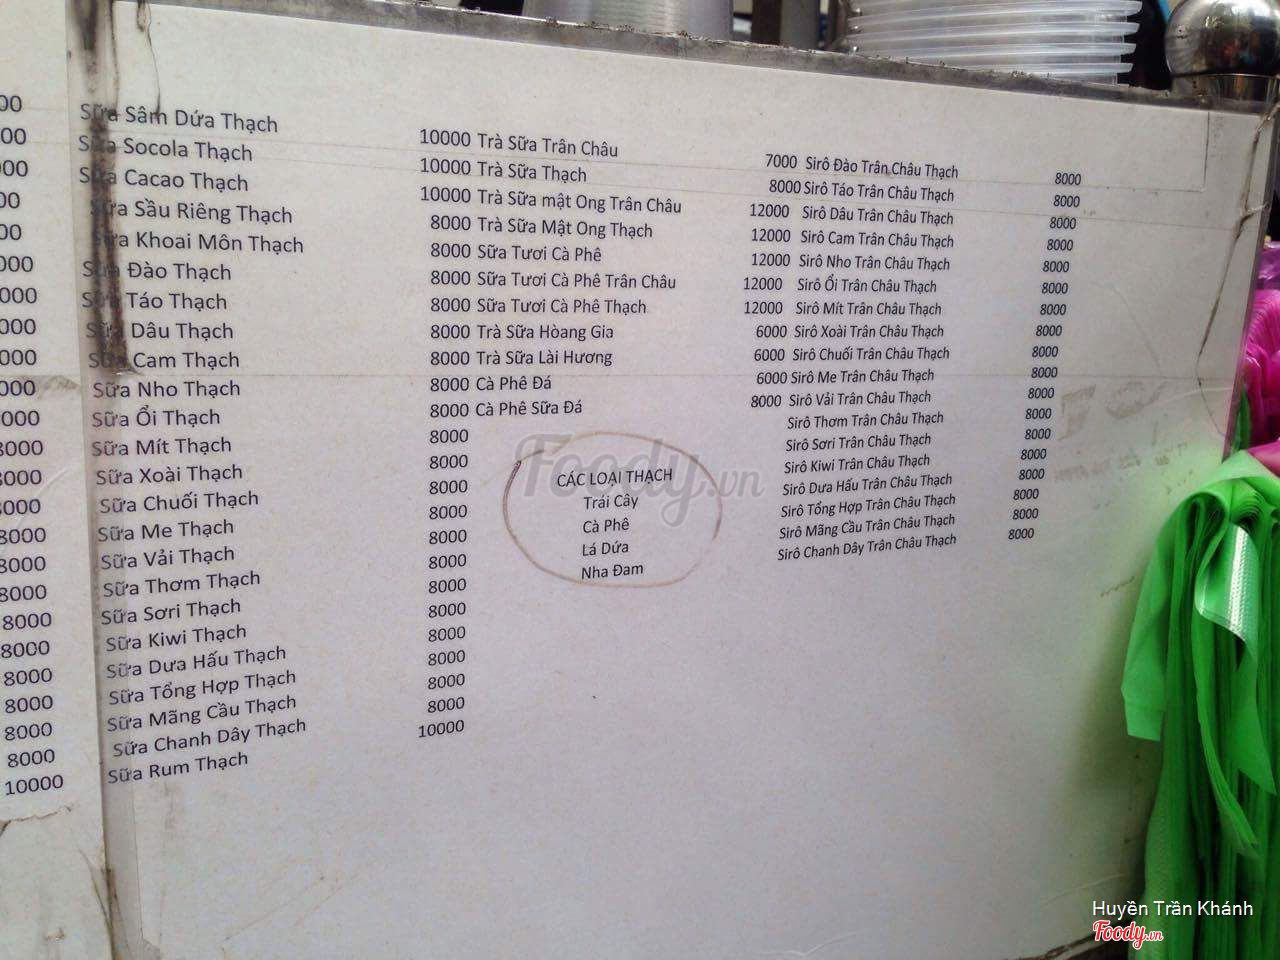 Sữa Sâm Dứa Thạch 10000
Sữa Socola Thạch 10000
Sữa Cacao Thạch 10000
Sữa Sầu Riêng Thạch 8000
Sữa Khoai Môn Thạch 8000
Sữa Đào Thạch 8000
Sữa Táo Thạch 8000
Sữa Dâu Thạch 8000
Sữa Cam Thạch 8000
Sữa Nho Thạch 8000
Sữa Ổi Thạch 8000
Sữa Mít Thạch 8000
Sữa Xoài Thạch 8000
Sữa Chuối Thạch 8000
Sữa Me Thạch 8000
Sữa Vải Thạch 8000
Sữa Thơm Thạch 8000
Sữa Sơri Thạch 8000
Sữa Kiwi Thạch 8000
Sữa Dưa Hấu Thạch 8000
Sữa Tổng Hợp Thạch 8000
Sữa Mãng Cầu Thạch 8000
Sữa Chanh Dây Thạch 8000
Sữa Rum Thạch 10000
Trà Sữa Trân Châu 7000
Trà Sữa Thạch 8000
Trà Sữa mật Ong Trân Châu 12000
Trà Sữa Mật Ong Thạch 12000
Sữa Tươi Cà Phê 12000
Sữa Tươi Cà Phê Trân Châu 12000
Sữa Tươi Cà Phê Thạch 12000
Trà Sữa Hoàng Gia 6000
Trà Sữa Lài Hương 6000
Cà Phê Đá 6000
Cà Phê Sữa Đá 8000
CÁC LOẠI THẠCH
Trái Cây
Cà Phê
Lá Dứa
Nha Đam
Sirô Đào Trân Châu Thạch 8000
Sirô Táo Trân Châu Thạch 8000
Sirô Dâu Trân Châu Thạch 8000
Sirô Cam Trân Châu Thạch 8000
Sirô Nho Trân Châu Thạch 8000
Sirô Ổi Trân Châu Thạch 8000
Sirô Mít Trân Châu Thạch 8000
Sirô Xoài Trân Châu Thạch 8000
Sirô Chuối Trân Châu Thạch 8000
Sirô Me Trân Châu Thạch 8000
Sirô Vải Trân Châu Thạch 8000
Sirô Thơm Trân Châu Thạch 8000
Sirô Sơri Trân Châu Thạch 8000
Sirô Kiwi Trân Châu Thạch 8000
Sirô Dưa Hấu Trân Châu Thạch 8000
Sirô Tổng Hợp Trân Châu Thạch 8000
Sirô Mãng Cầu Trân Châu Thạch 8000
Sirô Chanh Dây Trân Châu Thạch 8000
Foody.vn
Huyền Trần Khánh
Foody.vn